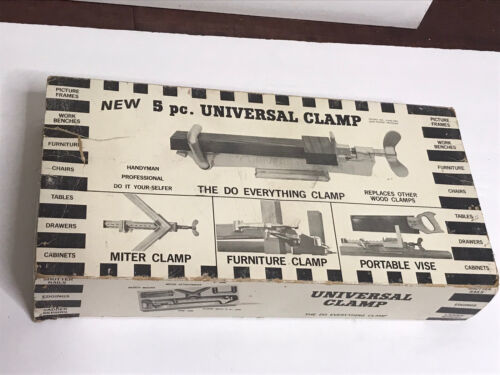 NEW 5 pc. UNIVERSAL CLAMP
PICTURE
FRAMES
WORK
BENCHES
FURNITURE
CHAIRS
TABLES
DRAWERS
CABINETS
HANDYMAN
PROFESSIONAL
DO IT YOUR-SELFER
THE DO EVERYTHING CLAMP
REPLACES OTHER
WOOD CLAMPS
MITER CLAMP
FURNITURE CLAMP
PORTABLE VISE
PICTURE
FRAMES
WORK
BENCHES
FURNITURE
CHAIRS
TABLES
DRAWERS
CABINETS
EDGINGS
UNIVERSAL
CLAMP
THE DO EVERYTHING CLAMP
EDGINGS